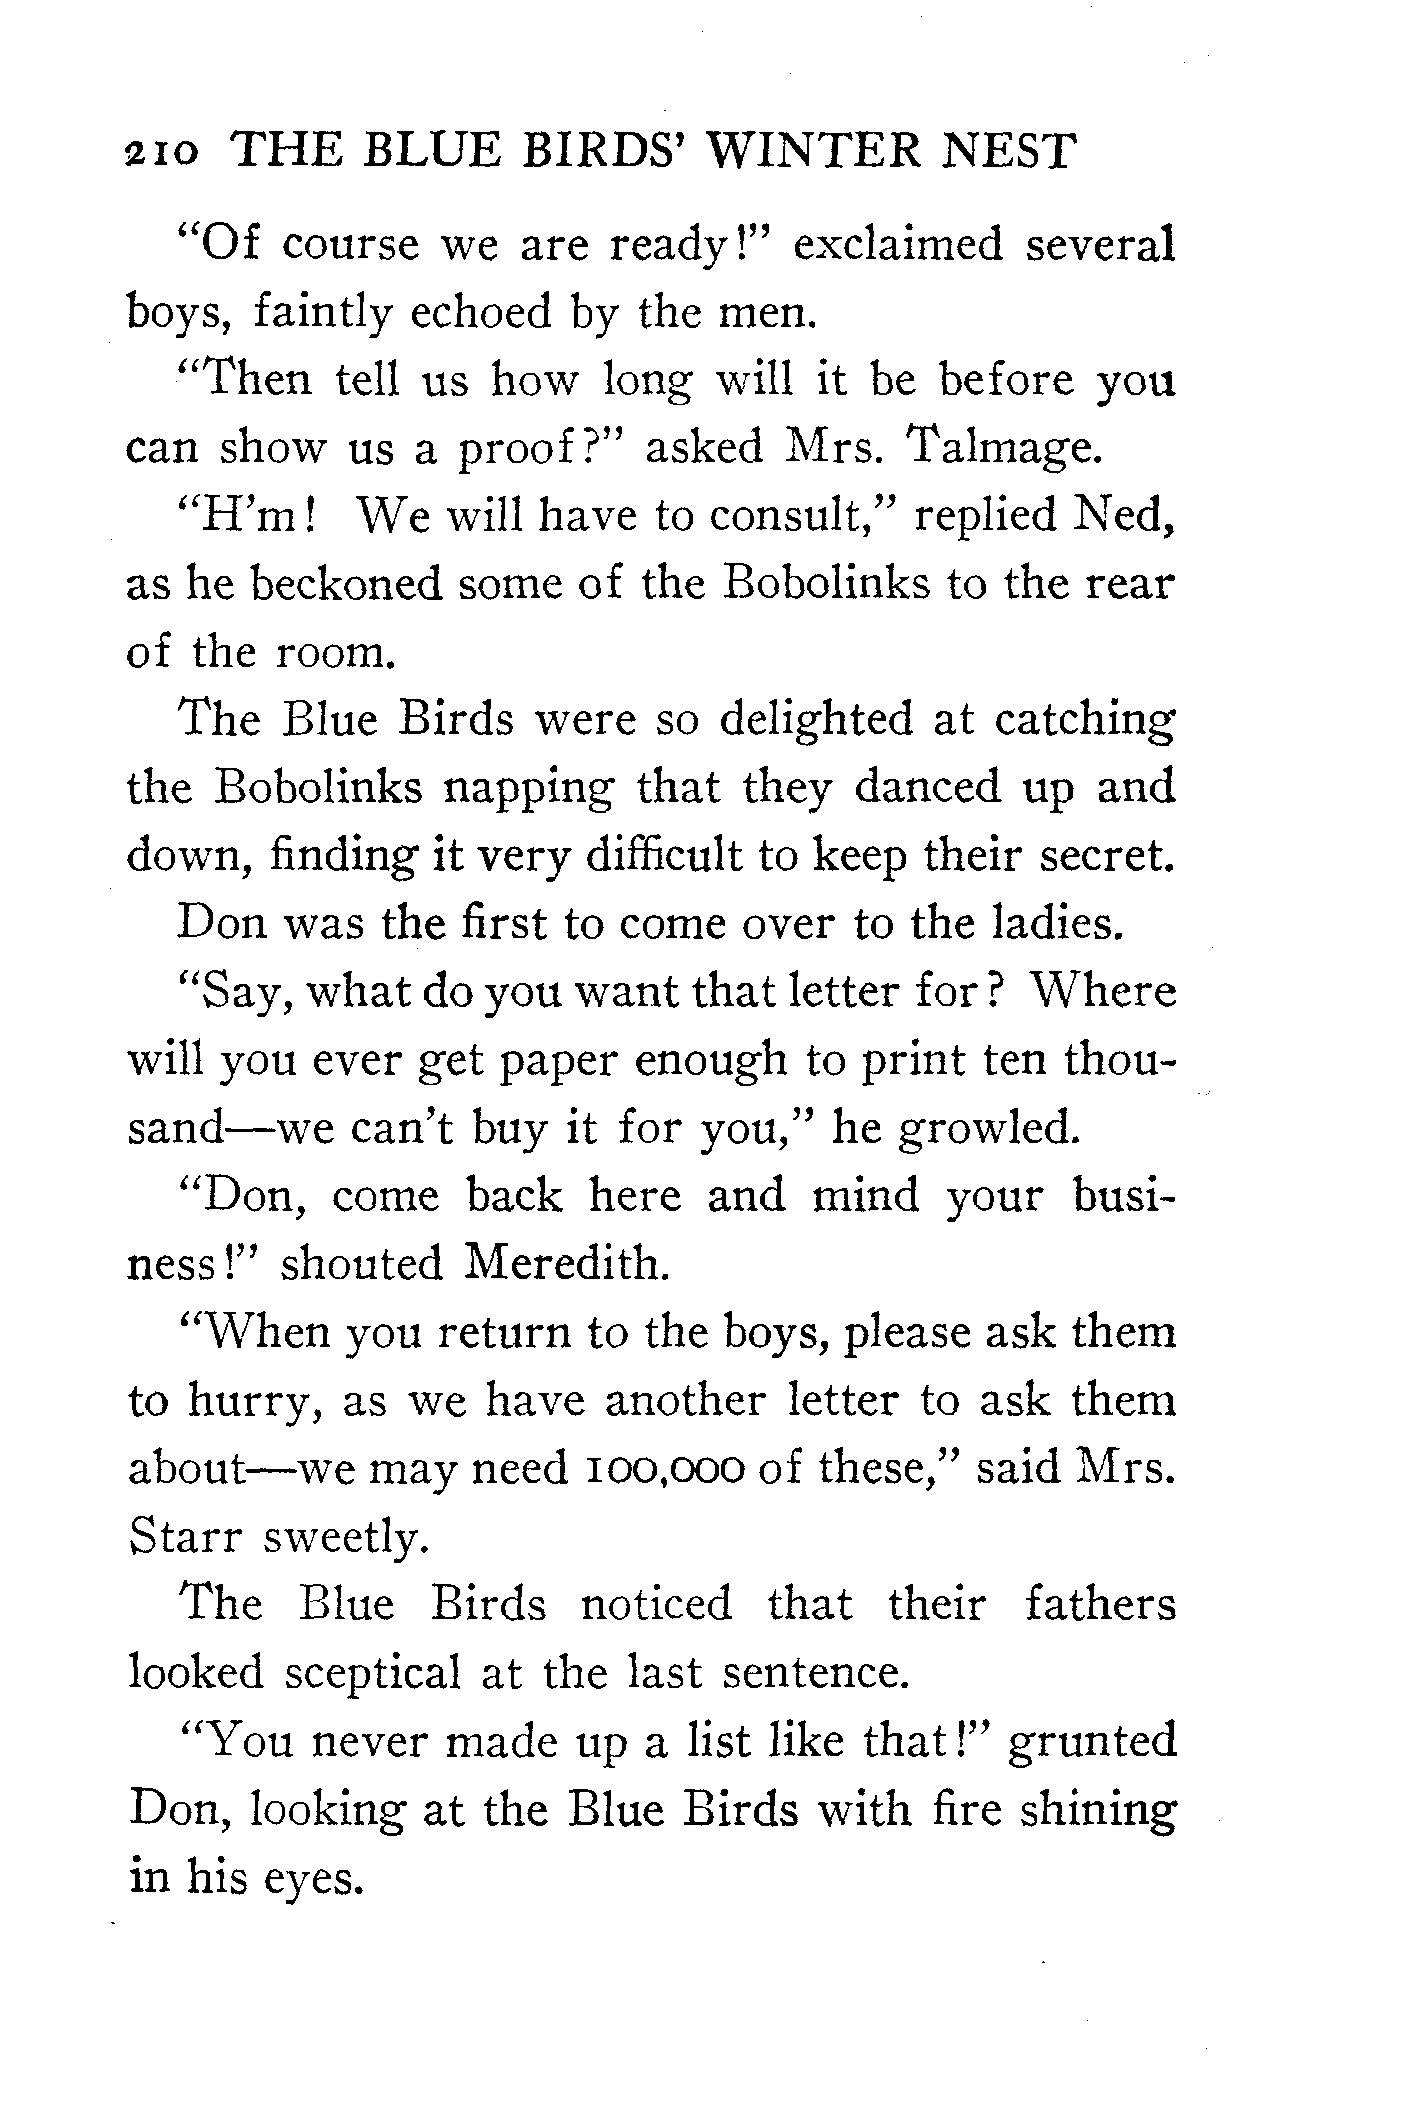 210 THE BLUE BIRDS' WINTER NEST
“Of course we are ready!” exclaimed several
boys, faintly echoed by the men.
“Then tell us how long will it be before you
can show us a proof?” asked Mrs. Talmage.
“H'm! We will have to consult,” replied Ned,
as he beckoned some of the Bobolinks to the rear
of the room.
The Blue Birds were so delighted at catching
the Bobolinks napping that they danced up and
down, finding it very difficult to keep their secret.
Don was the first to come over to the ladies.
“Say, what do you want that letter for? Where
will you ever get paper enough to print ten thou-
sand—we can't buy it for you,” he growled.
“Don, come back here and mind your busi-
ness!” shouted Meredith.
“When you return to the boys, please ask them
to hurry, as we have another letter to ask them
about—we may need 100,000 of these,” said Mrs.
Starr sweetly.
The Blue Birds noticed that their fathers
looked sceptical at the last sentence.
“You never made up a list like that!” grunted
Don, looking at the Blue Birds with fire shining
in his eyes.